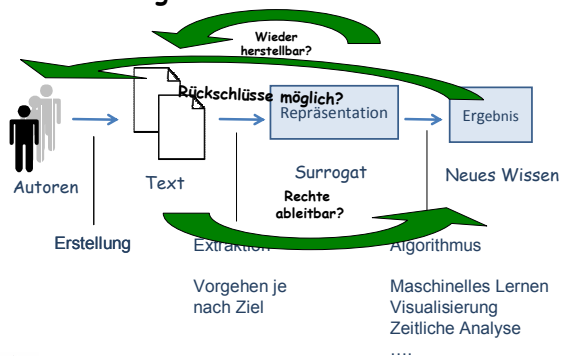 Wieder
herstellbar?
Rückschlüsse möglich?
Repräsentation
Ergebnis
Autoren
Text
Surrogat
Neues Wissen
Rechte
ableitbar?
Erstellung
Extraktion
Algorithmus
Vorgehen je
nach Ziel
Maschinelles Lernen
Visualisierung
Zeitliche Analyse
....